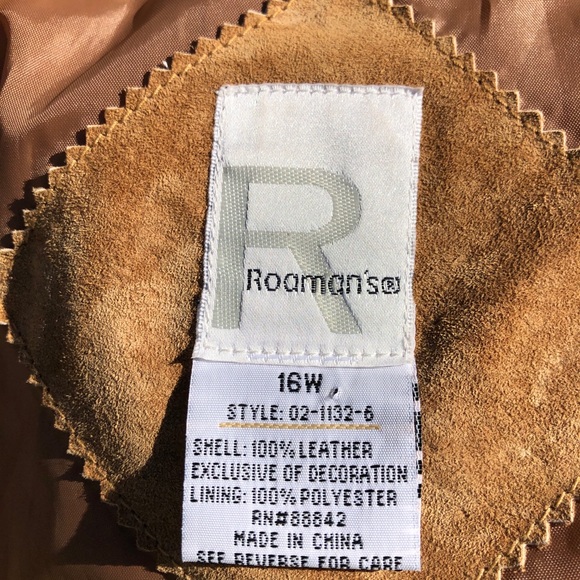 R
Roaman's®
16W
STYLE: 02-1132-6
SHELL: 100% LEATHER
EXCLUSIVE OF DECORATION
LINING: 100% POLYESTER
RN#88842
MADE IN CHINA
SEE REVERSE FOR CARE